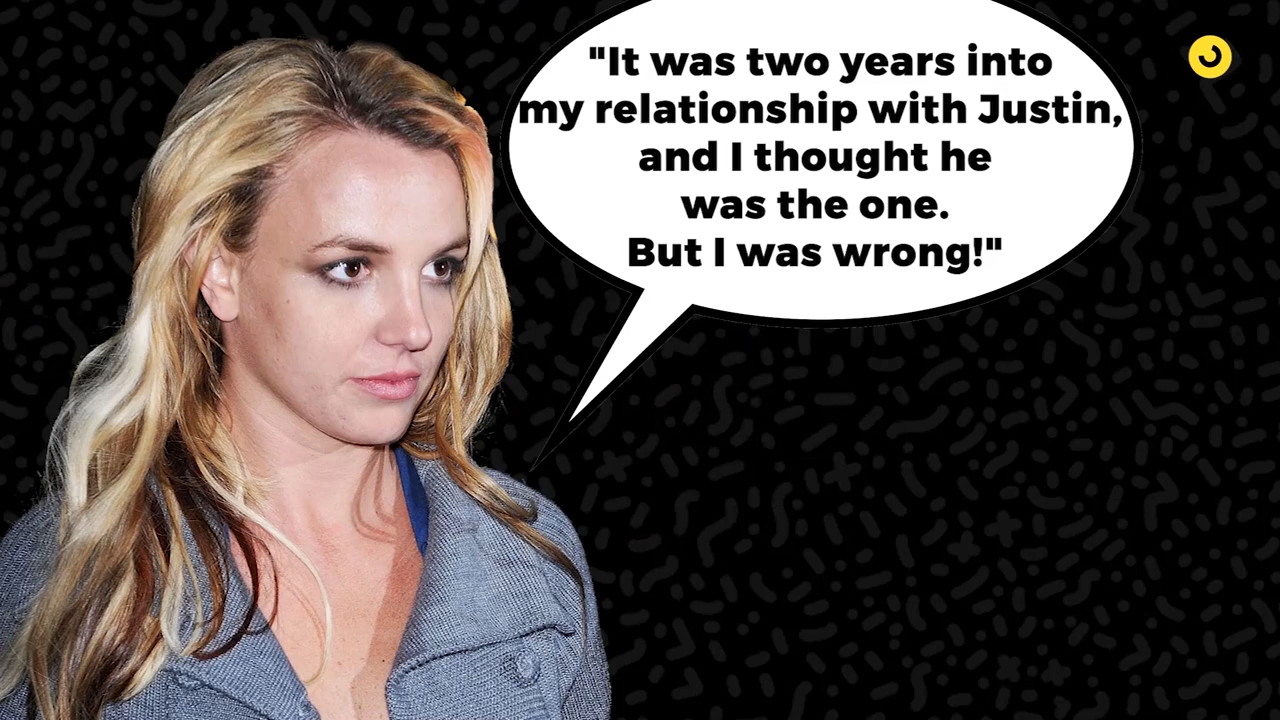 "It was two years into
my relationship with Justin,
and I thought he
was the one.
But I was wrong!"